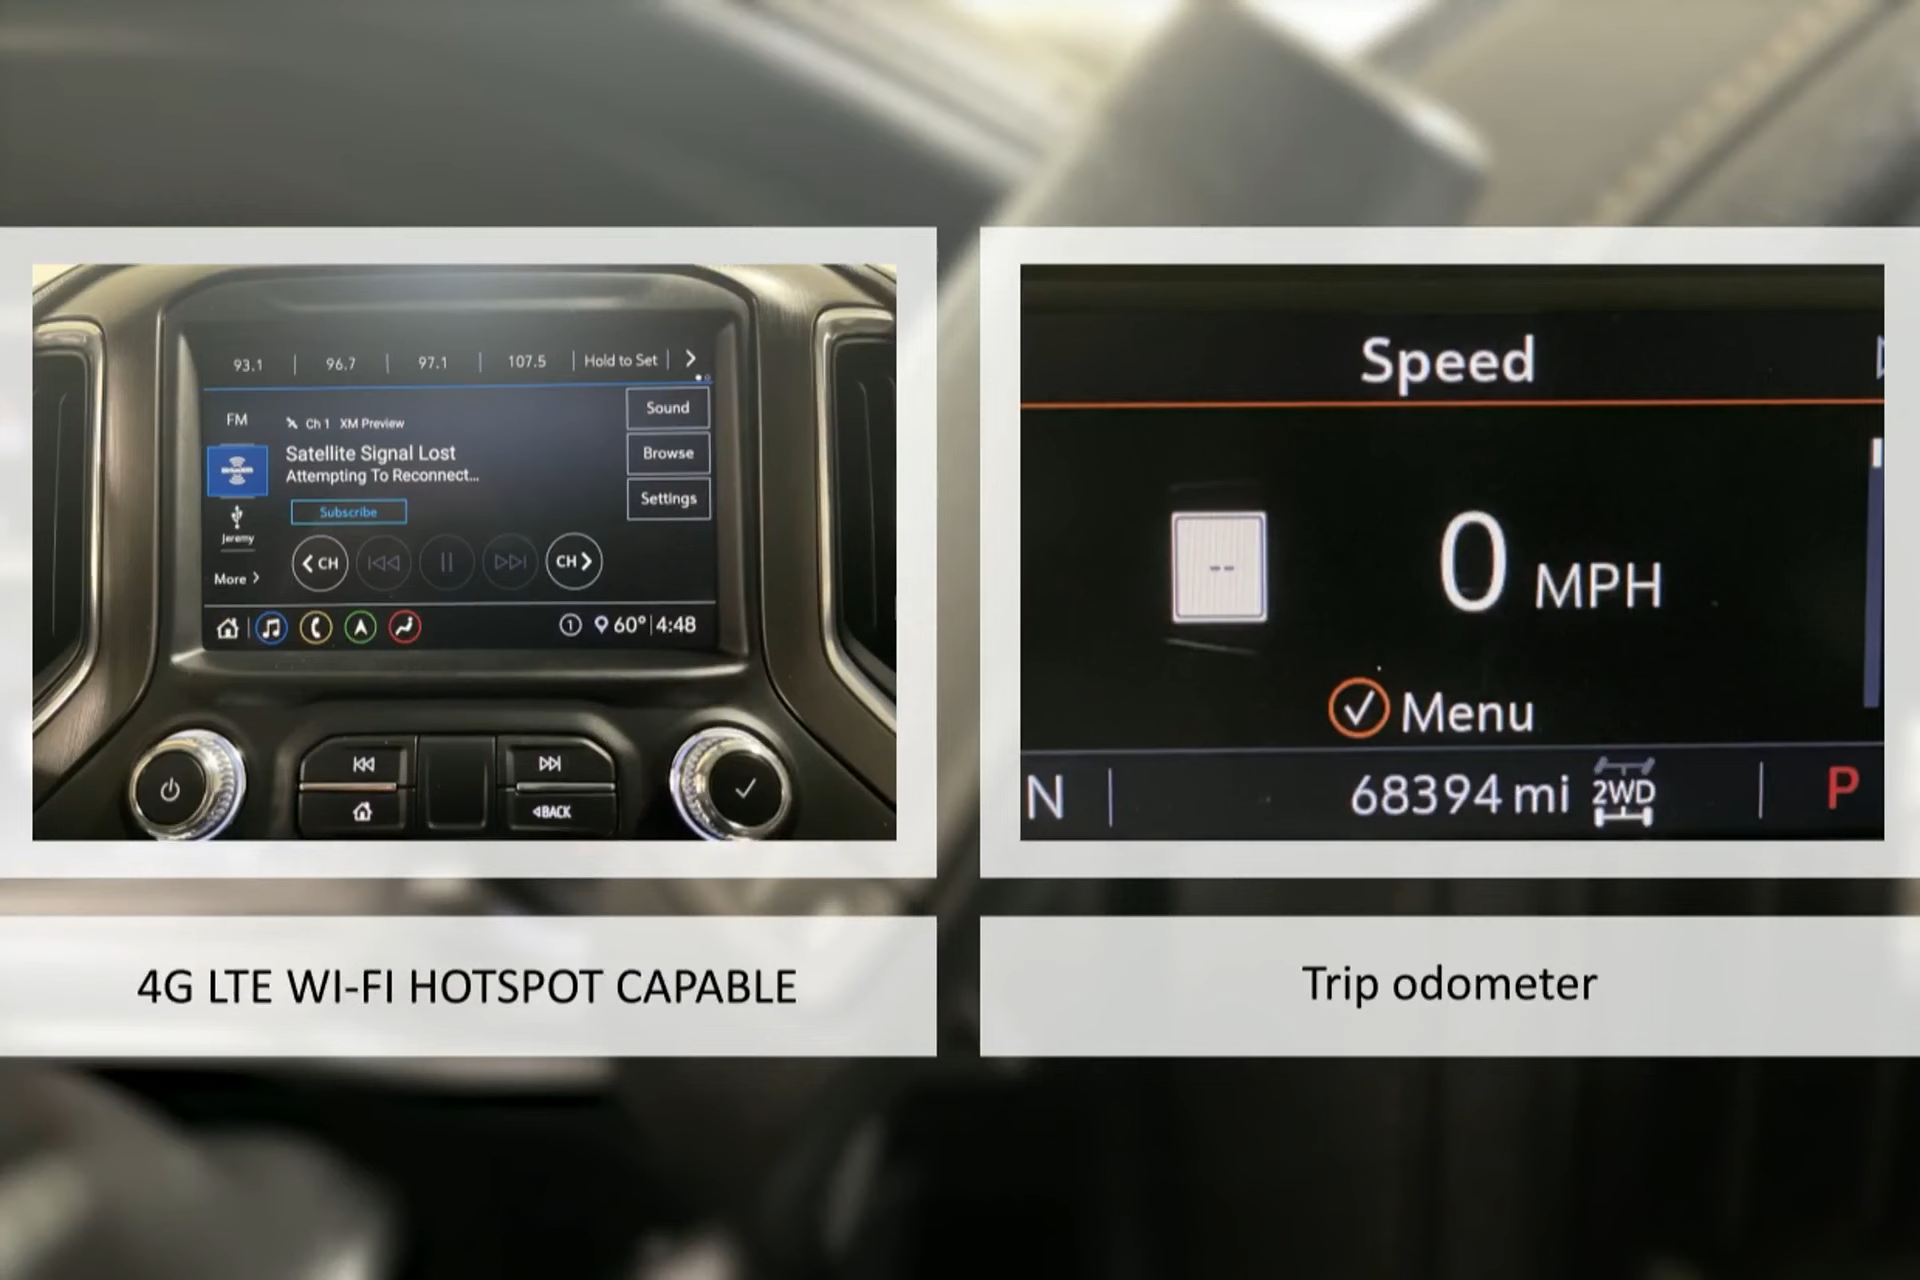 93.1 | 96.7 | 97.1 | 107.5 | Hold to Set |
FM
Ch 1 XM Preview
Satellite Signal Lost
Attempting To Reconnect...
Subscribe
Jeremy
More
CH
CH
Sound
Browse
Settings
1
60° | 4:48
BACK
4G LTE WI-FI HOTSPOT CAPABLE
Speed
--
0 MPH
Menu
N | 68394 mi 2WD | P
Trip odometer